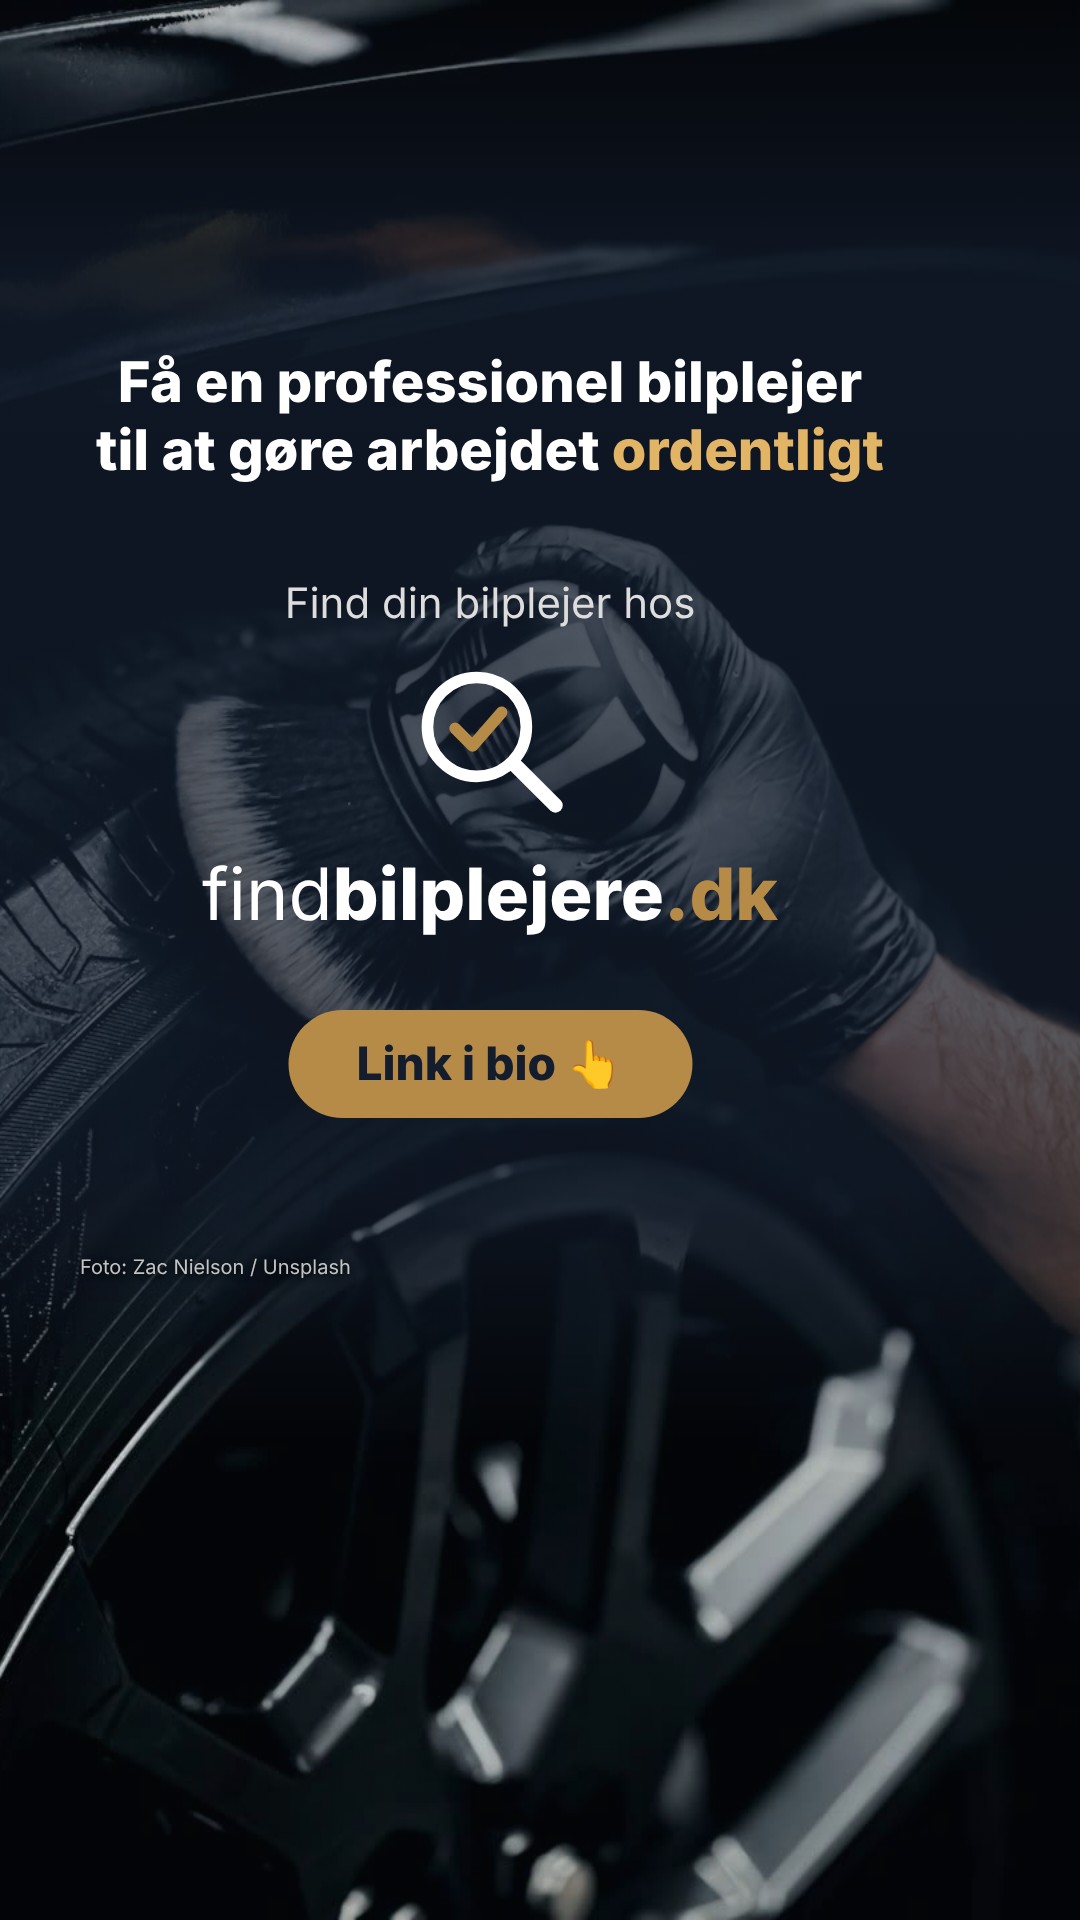 Få en professionel bilplejer
til at gøre arbejdet ordentligt
Find din bilplejer hos
findbilplejere.dk
Link i bio 👆
Foto: Zac Nielson / Unsplash